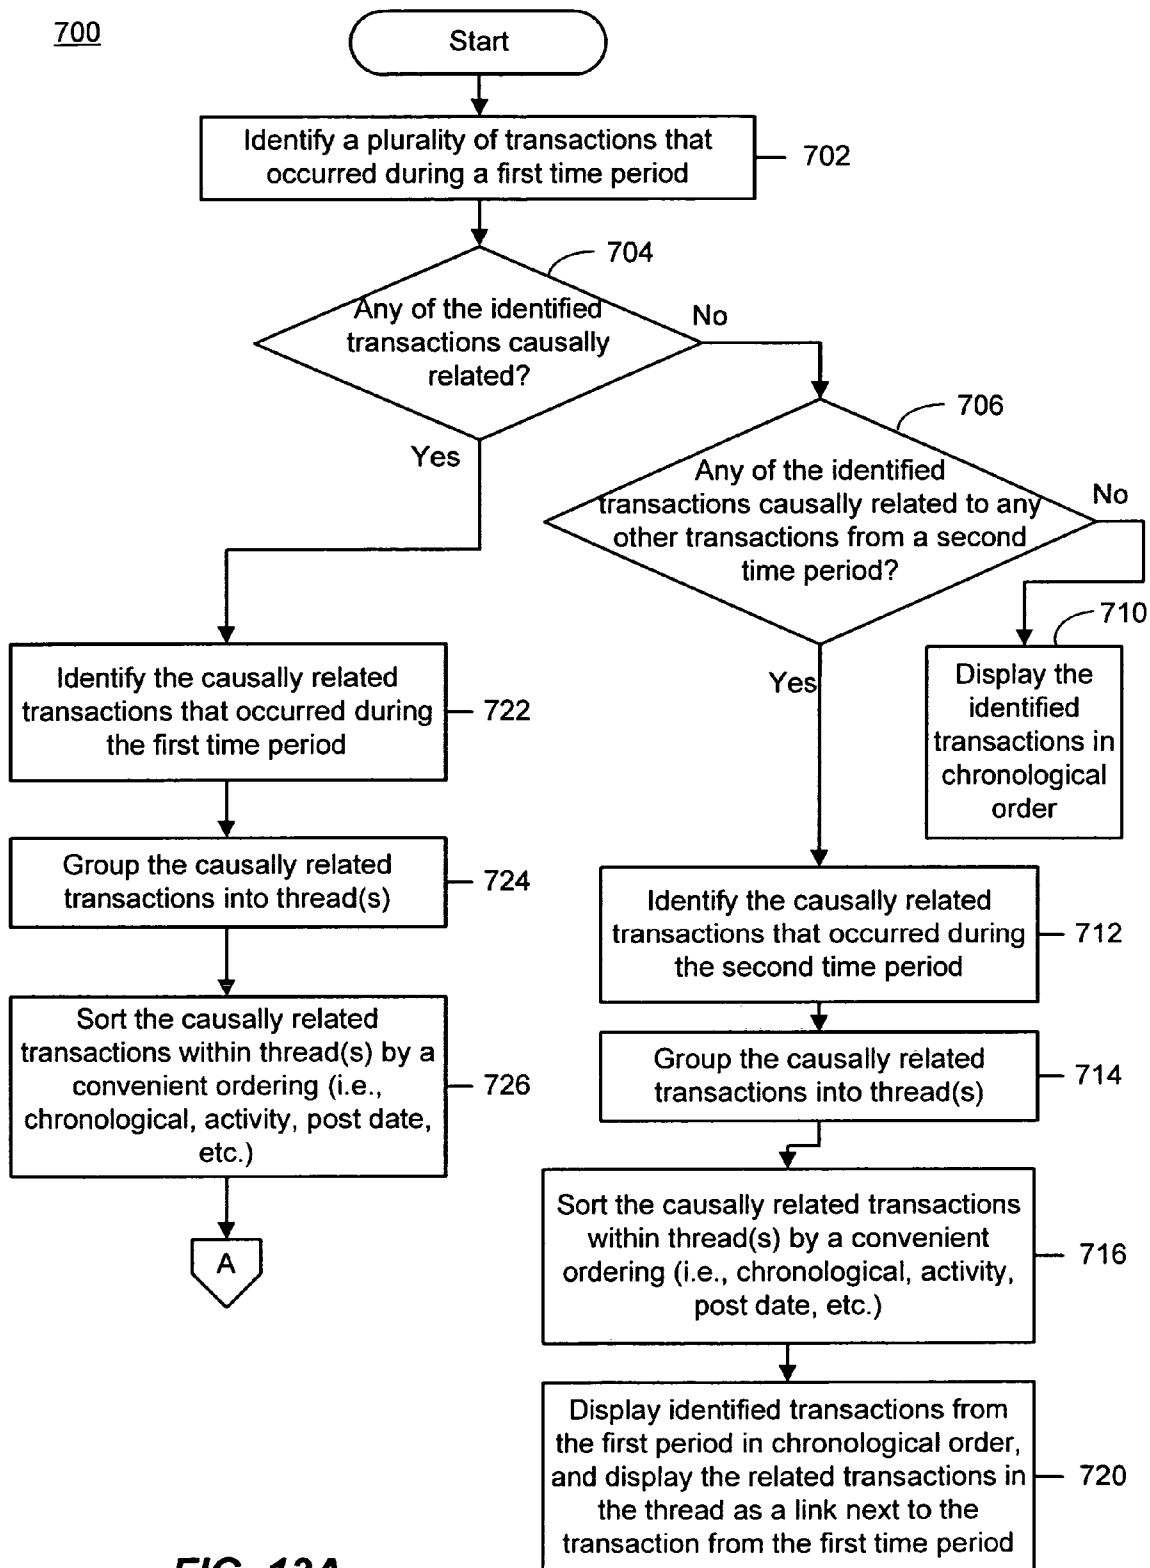 700
Start
Identify a plurality of transactions that
occurred during a first time period
702
704
Any of the identified
transactions causally
related?
No
Yes
706
Any of the identified
transactions causally related to any
other transactions from a second
time period?
No
Yes
710
Display the
identified
transactions in
chronological
order
Identify the causally related
transactions that occurred during
the first time period
722
Group the causally related
transactions into thread(s)
724
Sort the causally related
transactions within thread(s) by a
convenient ordering (i.e.,
chronological, activity, post date,
etc.)
726
A
Identify the causally related
transactions that occurred during
the second time period
712
Group the causally related
transactions into thread(s)
714
Sort the causally related transactions
within thread(s) by a convenient
ordering (i.e., chronological, activity,
post date, etc.)
716
Display identified transactions from
the first period in chronological order,
and display the related transactions in
the thread as a link next to the
transaction from the first time period
720
FIG. 13A